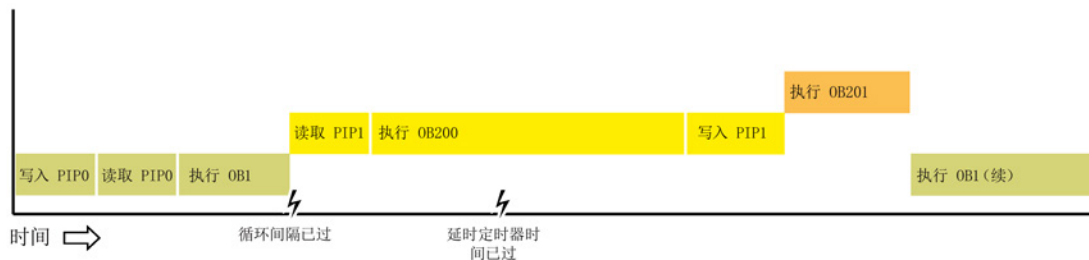 执行 OB201
读取 PIP1 执行 OB200 写入 PIP1
写入 PIP0 读取 PIP0 执行 OB1 执行 OB1(续)
时间 循环间隔已过 延时定时器时
间已过